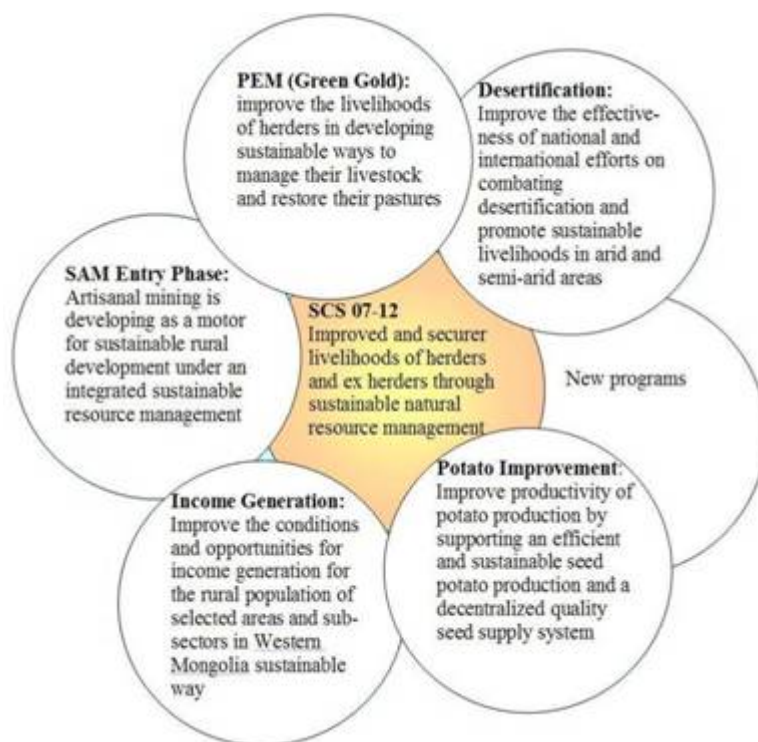 PEM (Green Gold):
improve the livelihoods
of herders in developing
sustainable ways to
manage their livestock
and restore their pastures
Desertification:
Improve the effective-
ness of national and
international efforts on
combating
desertification and
promote sustainable
livelihoods in arid and
semi-arid areas
SAM Entry Phase:
Artisanal mining is
developing as a motor
for sustainable rural
development under an
integrated sustainable
resource management
SCS 07-12
Improved and securer
livelihoods of herders
and ex herders through
sustainable natural
resource management
New programs
Income Generation:
Improve the conditions
and opportunities for
income generation for
the rural population of
selected areas and sub-
sectors in Western
Mongolia sustainable
way
Potato Improvement:
Improve productivity of
potato production by
supporting an efficient
and sustainable seed
potato production and a
decentralized quality
seed supply system